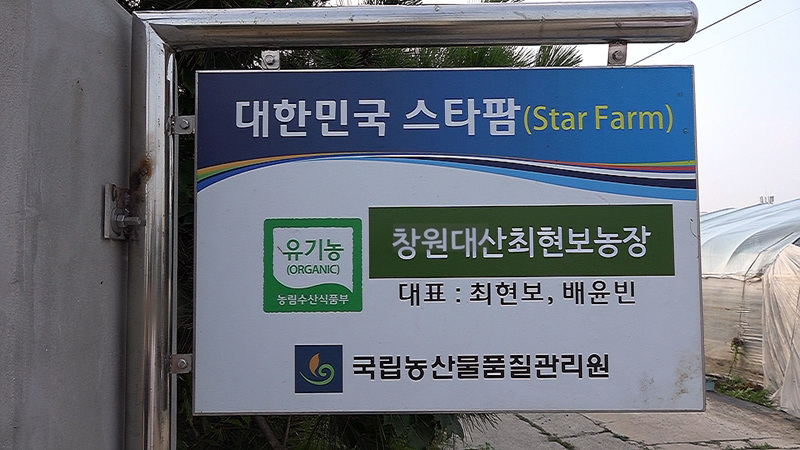 대한민국 스타팜(Star Farm)
유기농
(ORGANIC)
농림수산식품부
창원대산최현보농장
대표 : 최현보, 배윤빈
국립농산물품질관리원